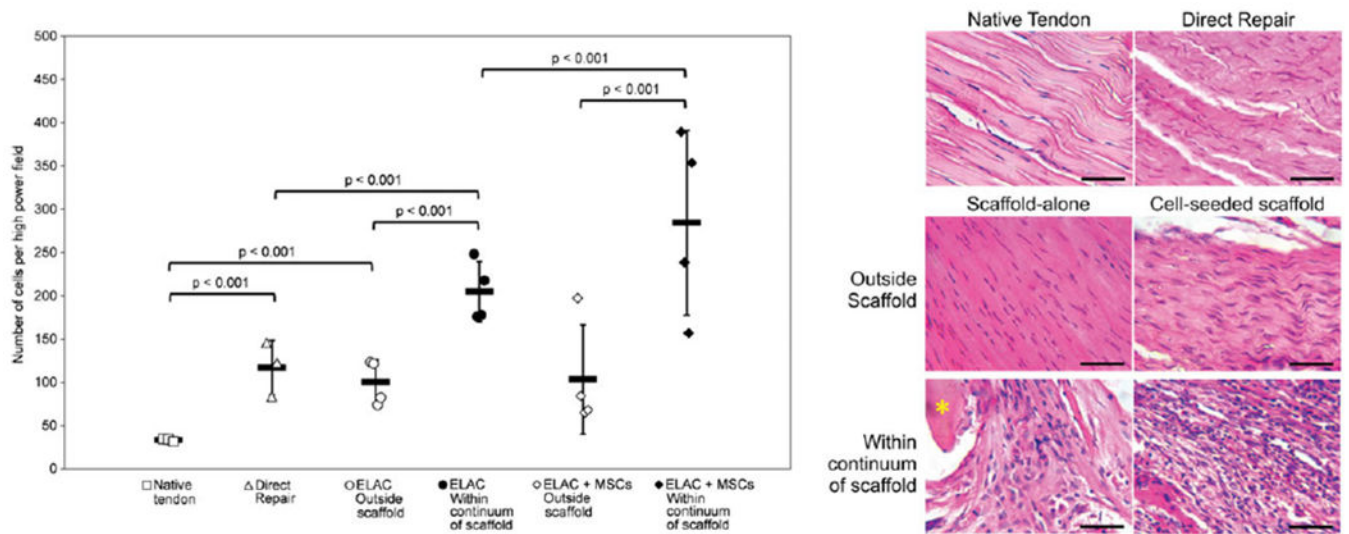 500
450
400
350
300
250
200
150
100
50
0
Number of cells per high power field
p < 0.001
p < 0.001
p < 0.001
p < 0.001
p < 0.001
p < 0.001
Native tendon
Direct Repair
ELAC Outside scaffold
ELAC Within continuum of scaffold
ELAC + MSCs Outside scaffold
ELAC + MSCs Within continuum of scaffold
Native Tendon
Direct Repair
Scaffold-alone
Cell-seeded scaffold
Outside
Scaffold
Within
continuum
of scaffold
*